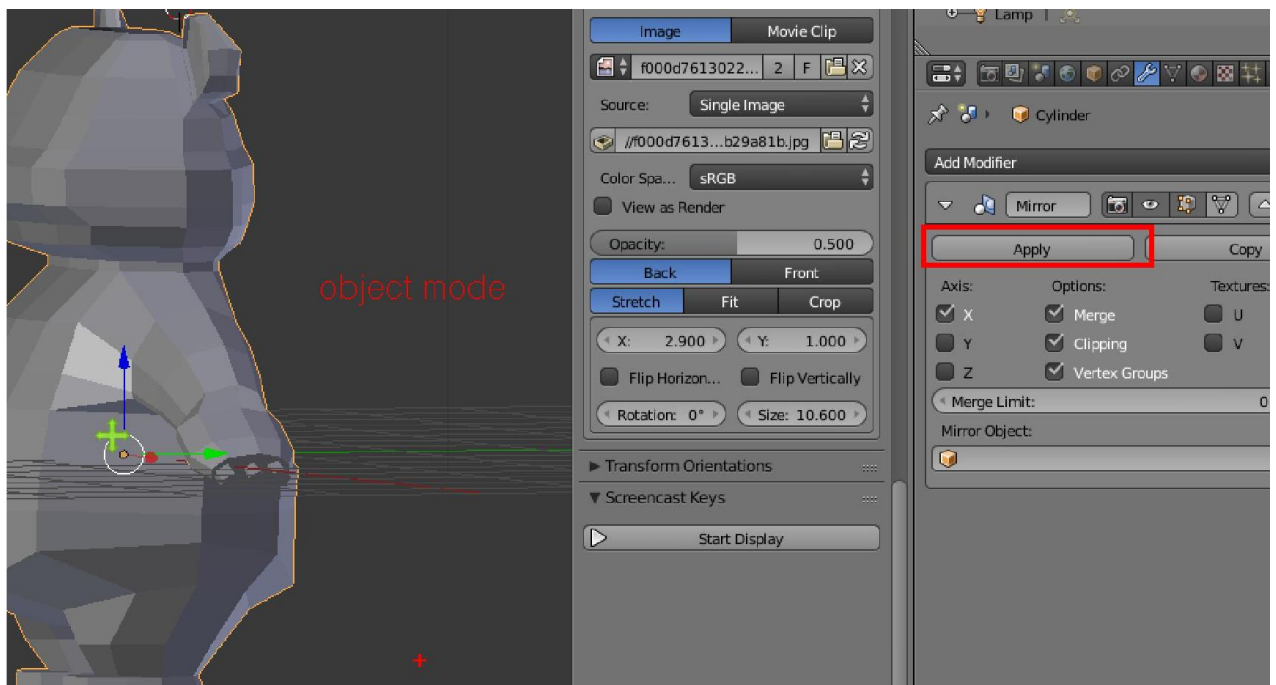 Lamp
Image Movie Clip
f000d7613022... 2 F
Source: Single Image
Cylinder
//f000d7613...b29a81b.jpg
Add Modifier
Color Spa... sRGB
View as Render
Mirror
Opacity: 0.500
Apply Copy
Back Front
object mode
Stretch Fit Crop
Axis: Options: Textures:
X Merge U
X: 2.900 Y: 1.000
Y Clipping V
Flip Horizon... Flip Vertically
Z Vertex Groups
Merge Limit: 0
Rotation: 0° Size: 10.600
Mirror Object:
Transform Orientations
Screencast Keys
Start Display